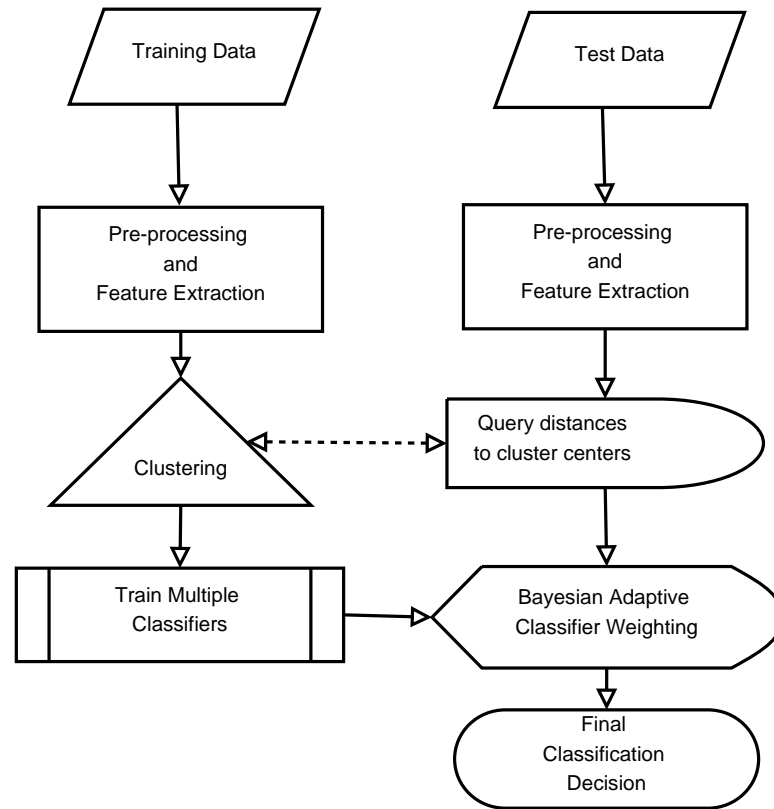 Training Data
Test Data
Pre-processing
and
Feature Extraction
Pre-processing
and
Feature Extraction
Clustering
Query distances
to cluster centers
Train Multiple
Classifiers
Bayesian Adaptive
Classifier Weighting
Final
Classification
Decision